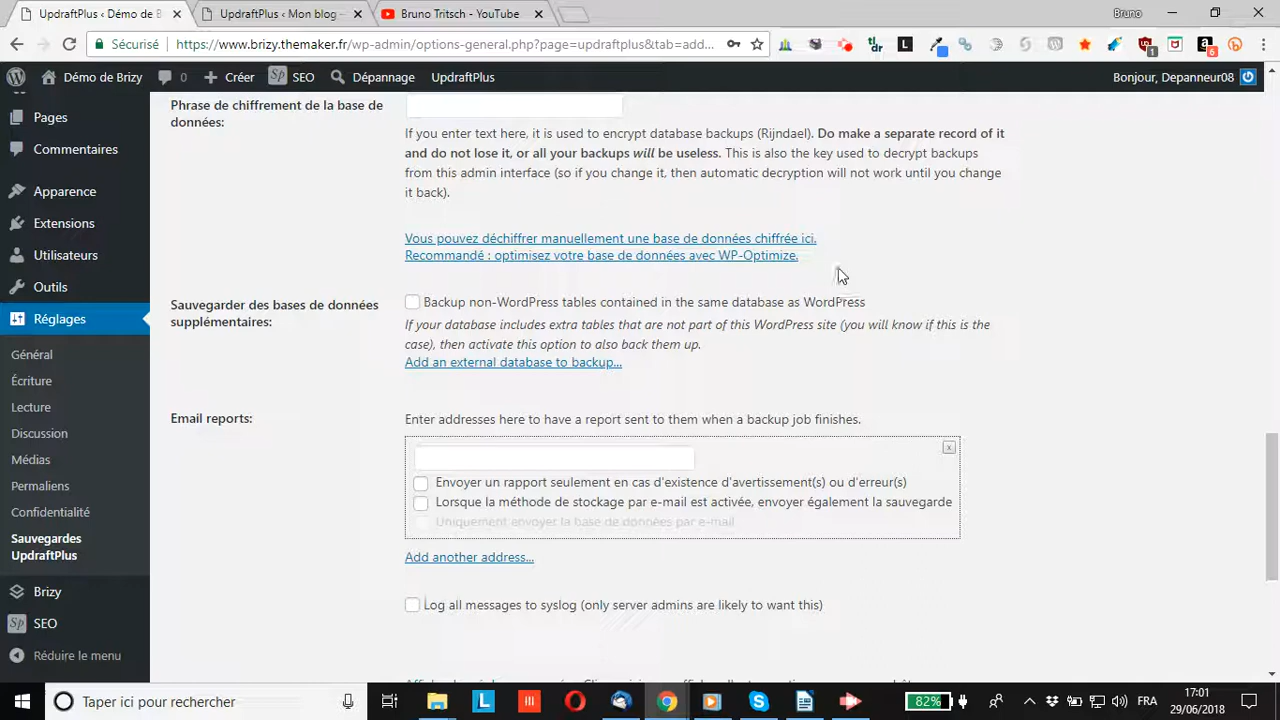 UpdraftPlus ‹ Démo de B
UpdraftPlus ‹ Mon blog —
Bruno Tritsch - YouTube
Bruno
Sécurisé
https://www.brizy.themaker.fr/wp-admin/options-general.php?page=updraftplus&tab=add...
Démo de Brizy
0
Créer
SEO
Dépannage
UpdraftPlus
Bonjour, Depanneur08
Pages
Commentaires
Apparence
Extensions
Utilisateurs
Outils
Réglages
Général
Écriture
Lecture
Discussion
Médias
Permaliens
Confidentialité
Sauvegardes
UpdraftPlus
Brizy
SEO
Réduire le menu
Phrase de chiffrement de la base de
données:
If you enter text here, it is used to encrypt database backups (Rijndael). Do make a separate record of it
and do not lose it, or all your backups will be useless. This is also the key used to decrypt backups
from this admin interface (so if you change it, then automatic decryption will not work until you change
it back).
Vous pouvez déchiffrer manuellement une base de données chiffrée ici.
Recommandé : optimisez votre base de données avec WP-Optimize.
Sauvegarder des bases de données
supplémentaires:
Backup non-WordPress tables contained in the same database as WordPress
If your database includes extra tables that are not part of this WordPress site (you will know if this is the
case), then activate this option to also back them up.
Add an external database to backup...
Email reports:
Enter addresses here to have a report sent to them when a backup job finishes.
x
Envoyer un rapport seulement en cas d'existence d'avertissement(s) ou d'erreur(s)
Lorsque la méthode de stockage par e-mail est activée, envoyer également la sauvegarde
Uniquement envoyer la base de données par e-mail
Add another address...
Log all messages to syslog (only server admins are likely to want this)
Taper ici pour rechercher
82%
FRA
17:01
29/06/2018